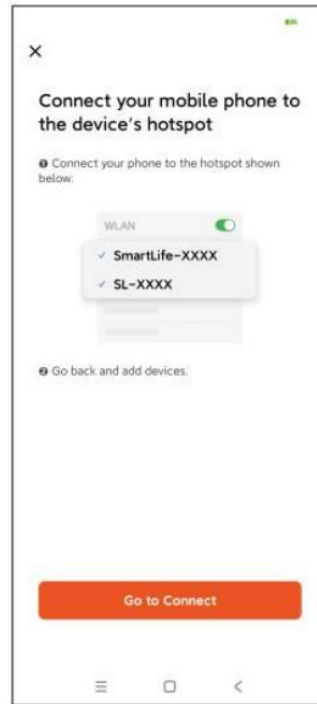 Connect your mobile phone to
the device's hotspot
❶ Connect your phone to the hotspot shown
below:
WLAN
SmartLife-XXXX
SL-XXXX
❷ Go back and add devices.
Go to Connect